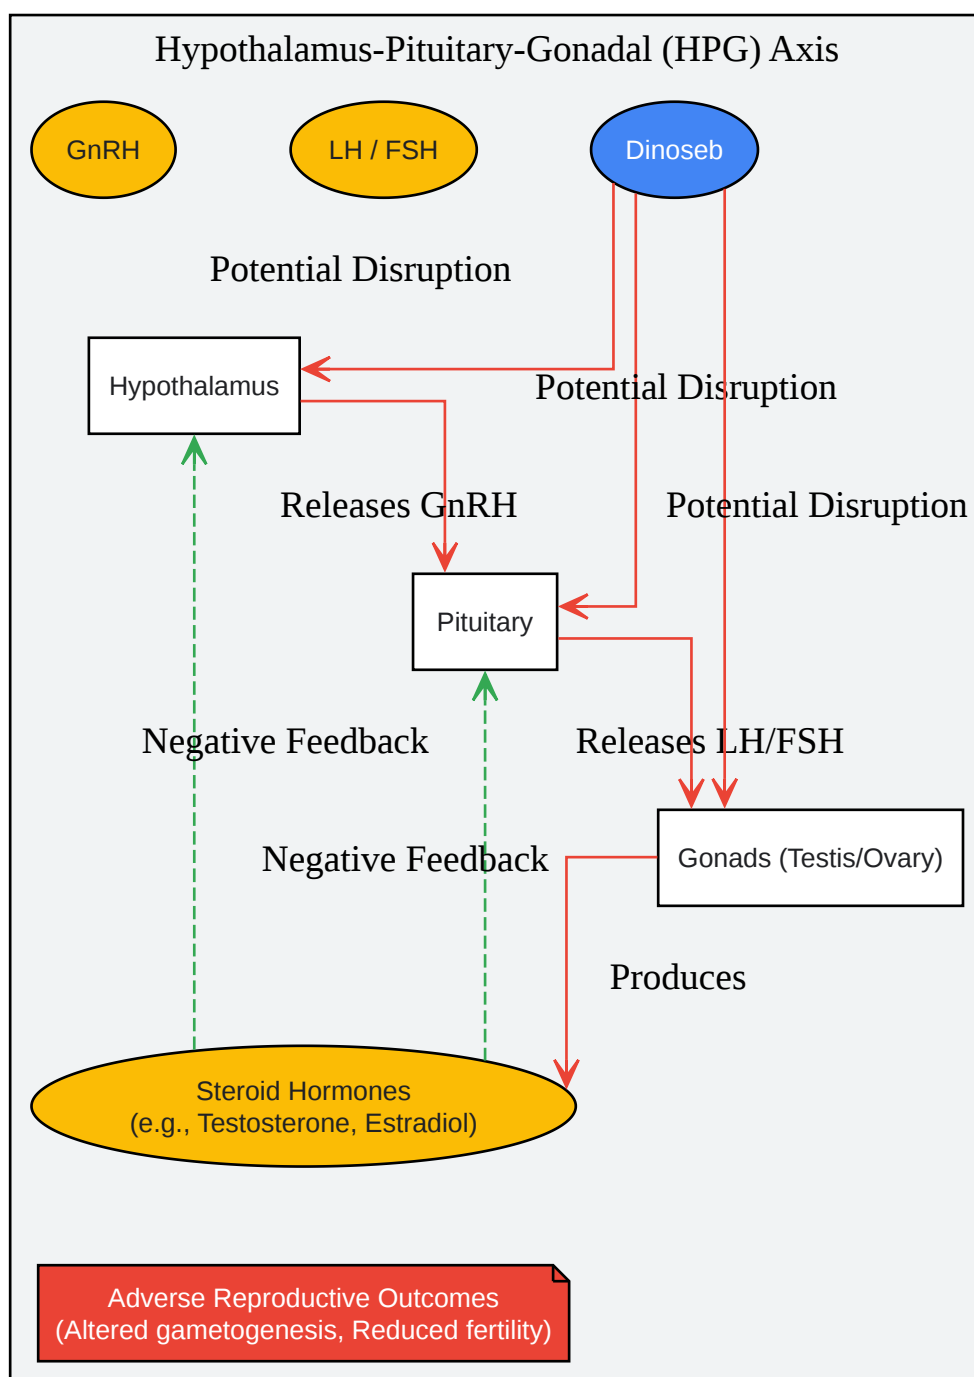 Hypothalamus-Pituitary-Gonadal (HPG) Axis
GnRH
LH / FSH
Dinoseb
Potential Disruption
Hypothalamus
Potential Disruption
Releases GnRH
Potential Disruption
Pituitary
Negative Feedback
Releases LH/FSH
Negative Feedback
Gonads (Testis/Ovary)
Produces
Steroid Hormones
(e.g., Testosterone, Estradiol)
Adverse Reproductive Outcomes
(Altered gametogenesis, Reduced fertility)